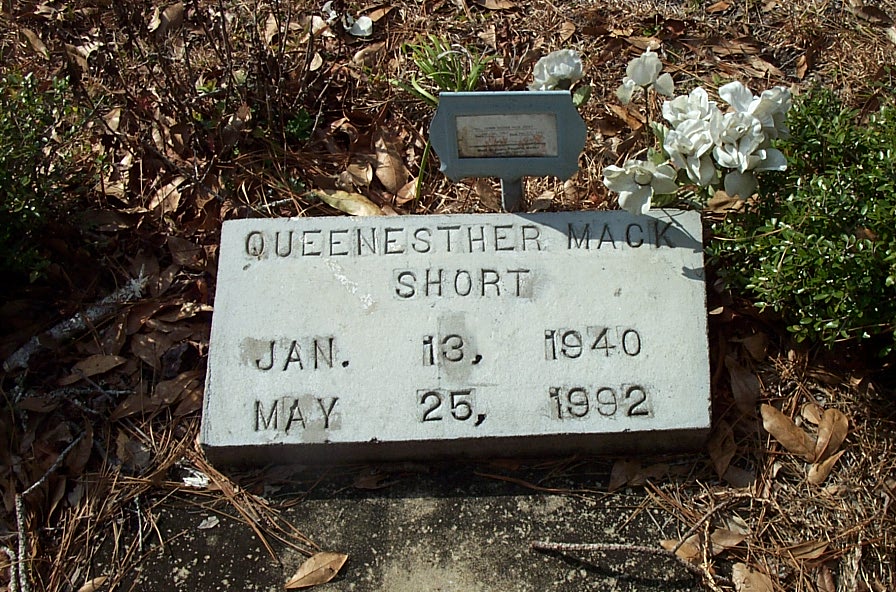 QUEENESTHER MACK
SHORT
JAN. 13, 1940
MAY 25, 1992